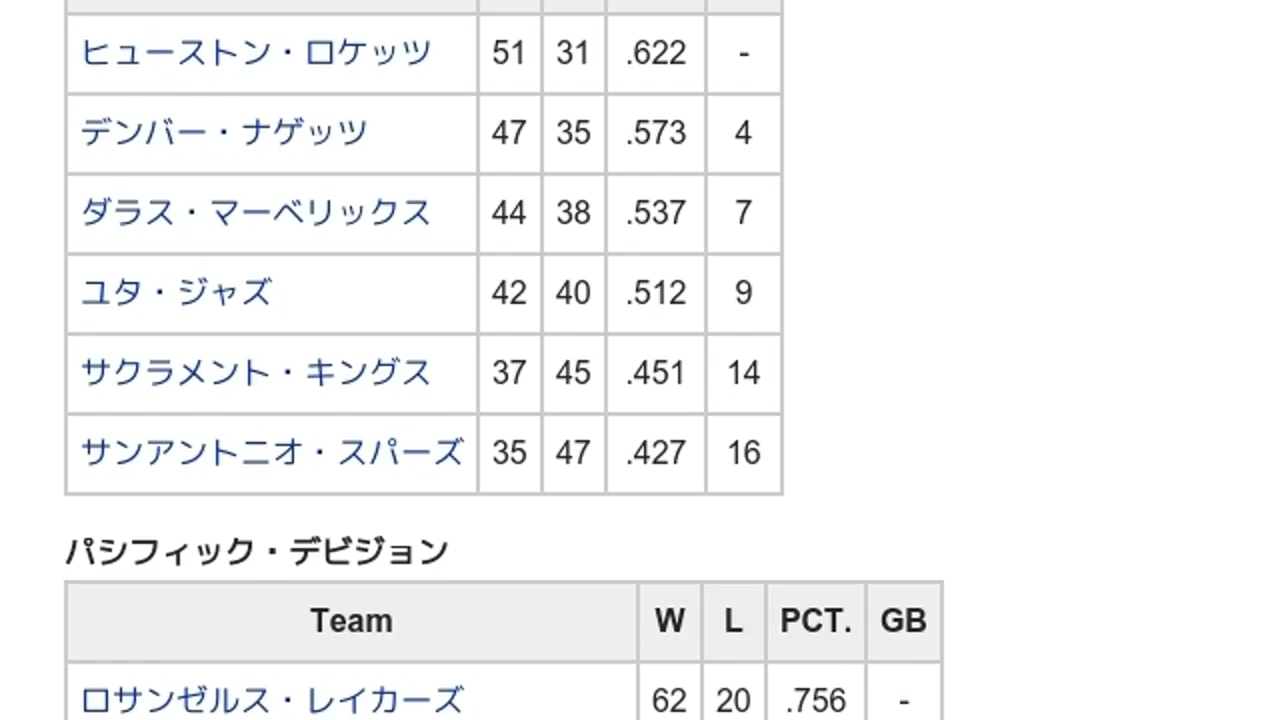 ヒューストン・ロケッツ 51 31 .622 -
デンバー・ナゲッツ 47 35 .573 4
ダラス・マーベリックス 44 38 .537 7
ユタ・ジャズ 42 40 .512 9
サクラメント・キングス 37 45 .451 14
サンアントニオ・スパーズ 35 47 .427 16
パシフィック・デビジョン
Team W L PCT. GB
ロサンゼルス・レイカーズ 62 20 .756 -